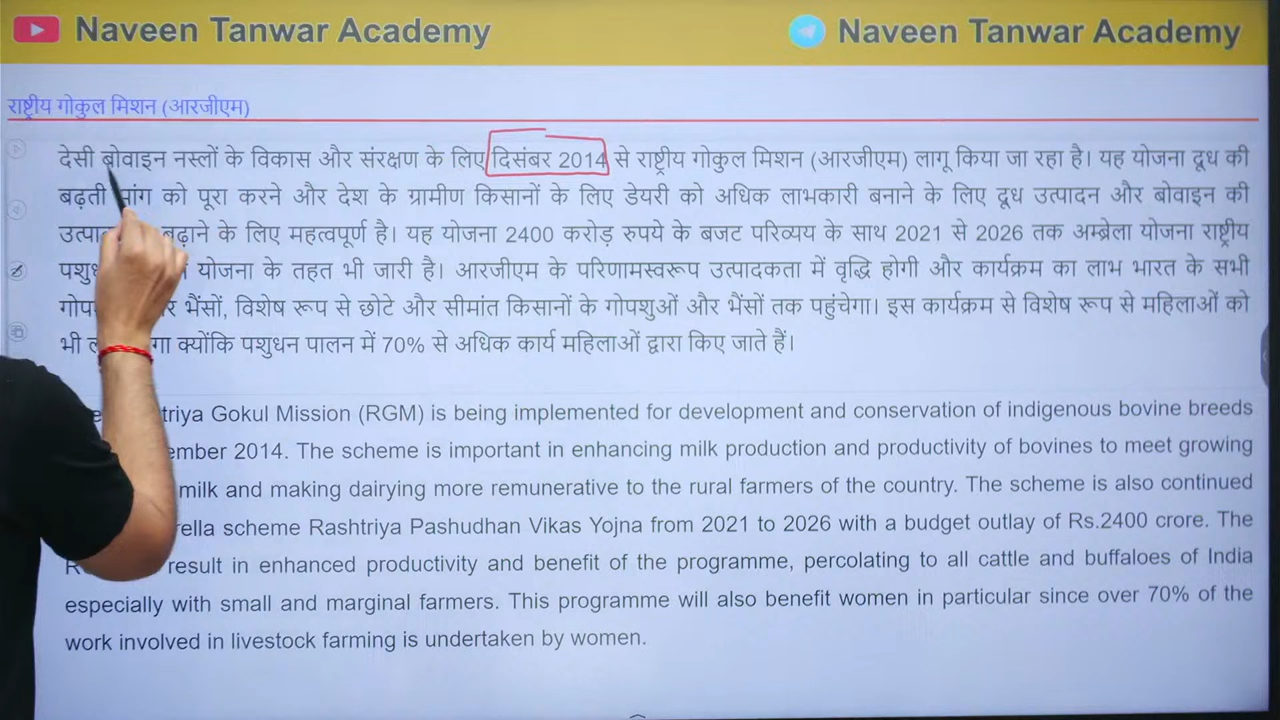 Naveen Tanwar Academy
Naveen Tanwar Academy
राष्ट्रीय गोकुल मिशन (आरजीएम)
देसी बोवाइन नस्लों के विकास और संरक्षण के लिए दिसंबर 2014 से राष्ट्रीय गोकुल मिशन (आरजीएम) लागू किया जा रहा है। यह योजना दूध की
बढ़ती मांग को पूरा करने और देश के ग्रामीण किसानों के लिए डेयरी को अधिक लाभकारी बनाने के लिए दूध उत्पादन और बोवाइन की
बढ़ाने के लिए महत्वपूर्ण है। यह योजना 2400 करोड़ रुपये के बजट परिव्यय के साथ 2021 से 2026 तक अम्ब्रेला योजना राष्ट्रीय
योजना के तहत भी जारी है। आरजीएम के परिणामस्वरूप उत्पादकता में वृद्धि होगी और कार्यक्रम का लाभ भारत के सभी
भैंसों, विशेष रूप से छोटे और सीमांत किसानों के गोपशुओं और भैंसों तक पहुंचेगा। इस कार्यक्रम से विशेष रूप से महिलाओं को
भी क्योंकि पशुधन पालन में 70% से अधिक कार्य महिलाओं द्वारा किए जाते हैं।
Gokul Mission (RGM) is being implemented for development and conservation of indigenous bovine breeds
2014. The scheme is important in enhancing milk production and productivity of bovines to meet growing
milk and making dairying more remunerative to the rural farmers of the country. The scheme is also continued
scheme Rashtriya Pashudhan Vikas Yojna from 2021 to 2026 with a budget outlay of Rs.2400 crore. The
result in enhanced productivity and benefit of the programme, percolating to all cattle and buffaloes of India
especially with small and marginal farmers. This programme will also benefit women in particular since over 70% of the
work involved in livestock farming is undertaken by women.